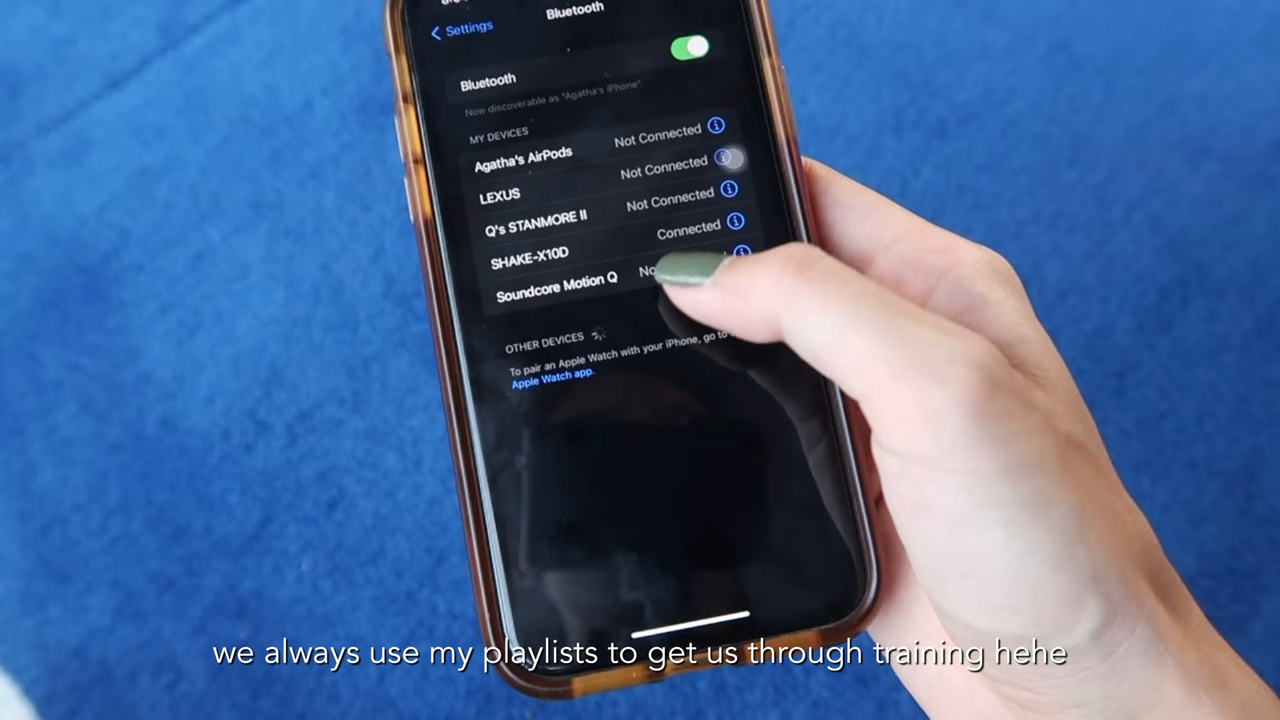 Settings
Bluetooth
Bluetooth
Now discoverable as "Agatha's iPhone".
MY DEVICES
Agatha's AirPods Not Connected
LEXUS Not Connected
Q's STANMORE II Not Connected
SHAKE-X10D Connected
Soundcore Motion Q
OTHER DEVICES
To pair an Apple Watch with your iPhone, go to
Apple Watch app.
we always use my playlists to get us through training hehe